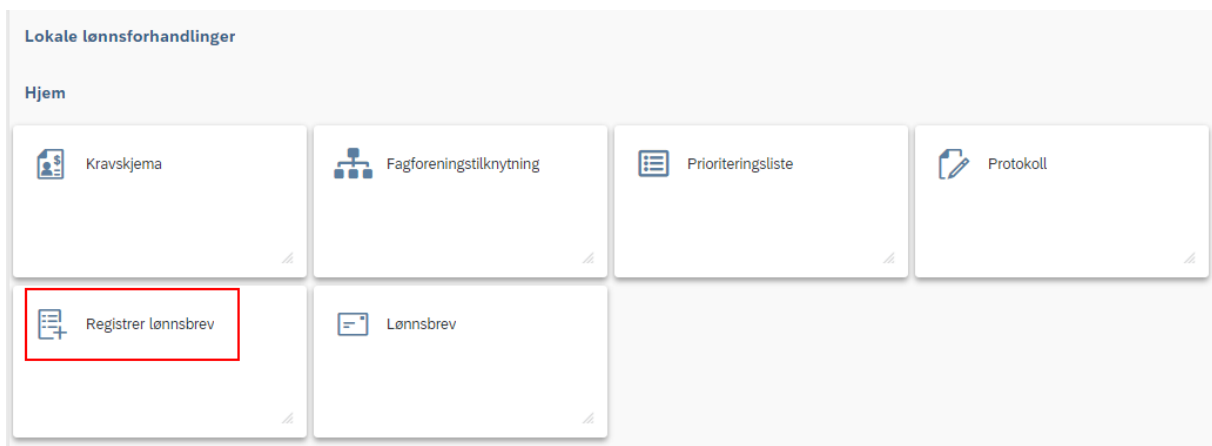 Lokale lønnsforhandlinger
Hjem
Kravskjema
Fagforeningstilknytning
Prioriteringsliste
Protokoll
Registrer lønnsbrev
Lønnsbrev